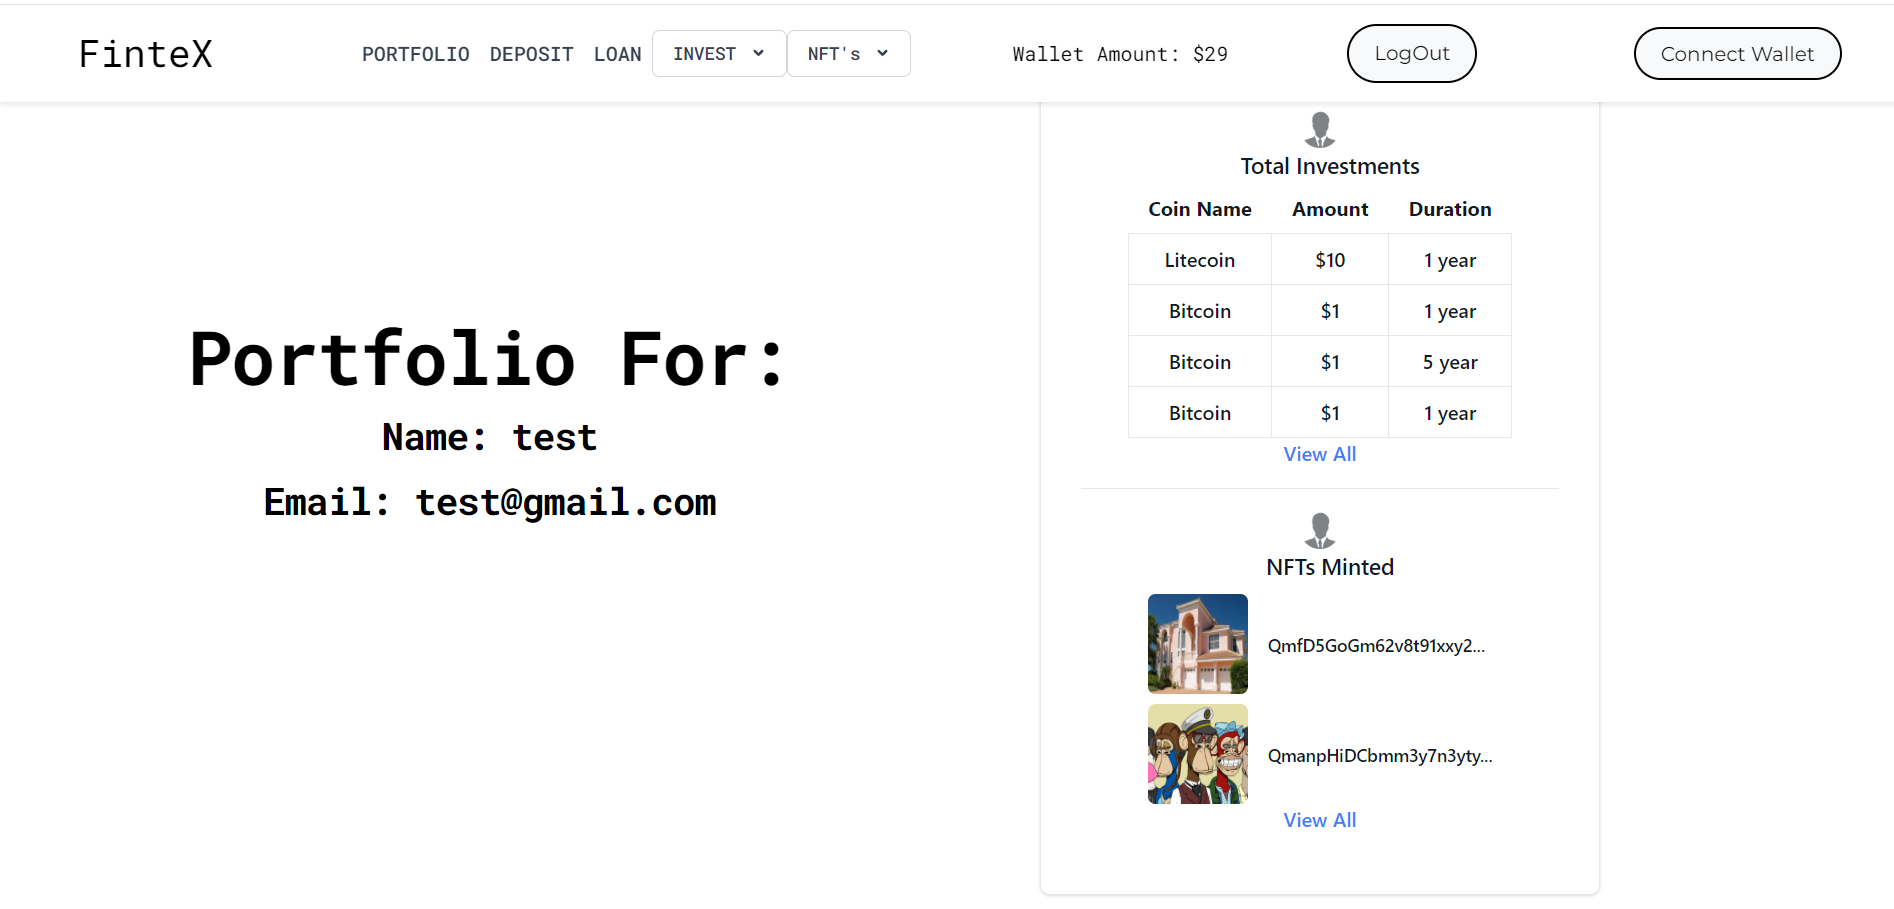 FinteX
PORTFOLIO DEPOSIT LOAN INVEST NFT's Wallet Amount: $29 LogOut Connect Wallet
Portfolio For:
Name: test
Email: test@gmail.com
Total Investments
Coin Name Amount Duration
Litecoin $10 1 year
Bitcoin $1 1 year
Bitcoin $1 5 year
Bitcoin $1 1 year
View All
NFTs Minted
QmfD5GoGm62v8t91xxy2...
QmanpHiDCbmm3y7n3yty...
View All